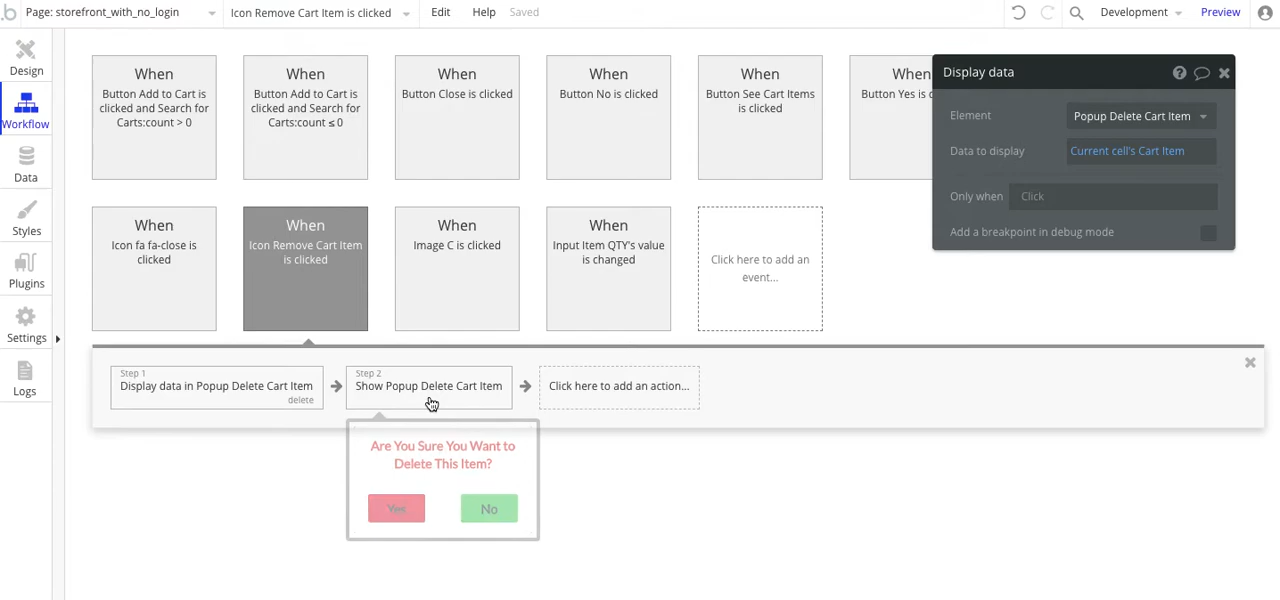 .b Page: storefront_with_no_login Icon Remove Cart Item is clicked Edit Help Saved Development Preview
Design
Workflow
Data
Styles
Plugins
Settings
Logs
When
Button Add to Cart is
clicked and Search for
Carts:count > 0
When
Button Add to Cart is
clicked and Search for
Carts:count ≤ 0
When
Button Close is clicked
When
Button No is clicked
When
Button See Cart Items
is clicked
When
Button Yes is c
When
Icon fa fa-close is
clicked
When
Icon Remove Cart Item
is clicked
When
Image C is clicked
When
Input Item QTY's value
is changed
Click here to add an
event...
Display data
Element Popup Delete Cart Item
Data to display Current cell's Cart Item
Only when Click
Add a breakpoint in debug mode
Step 1
Display data in Popup Delete Cart Item
delete
Step 2
Show Popup Delete Cart Item
Click here to add an action...
Are You Sure You Want to
Delete This Item?
Yes No